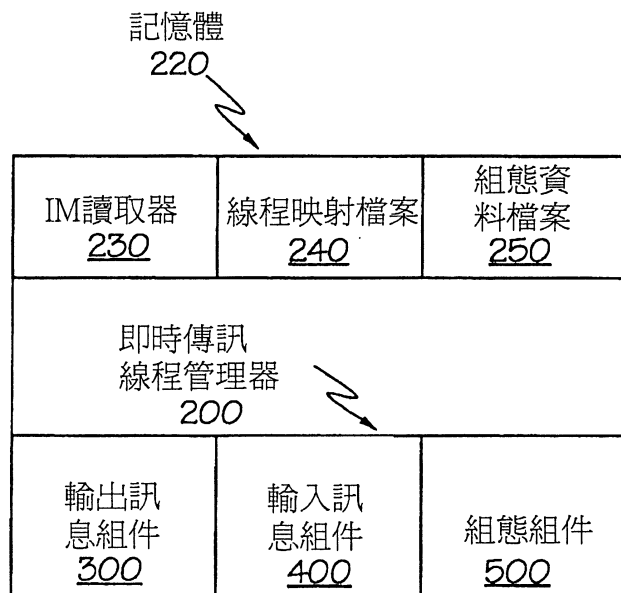 記憶體
220
IM讀取器
230
線程映射檔案
240
組態資
料檔案
250
即時傳訊
線程管理器
200
輸出訊
息組件
300
輸入訊
息組件
400
組態組件
500